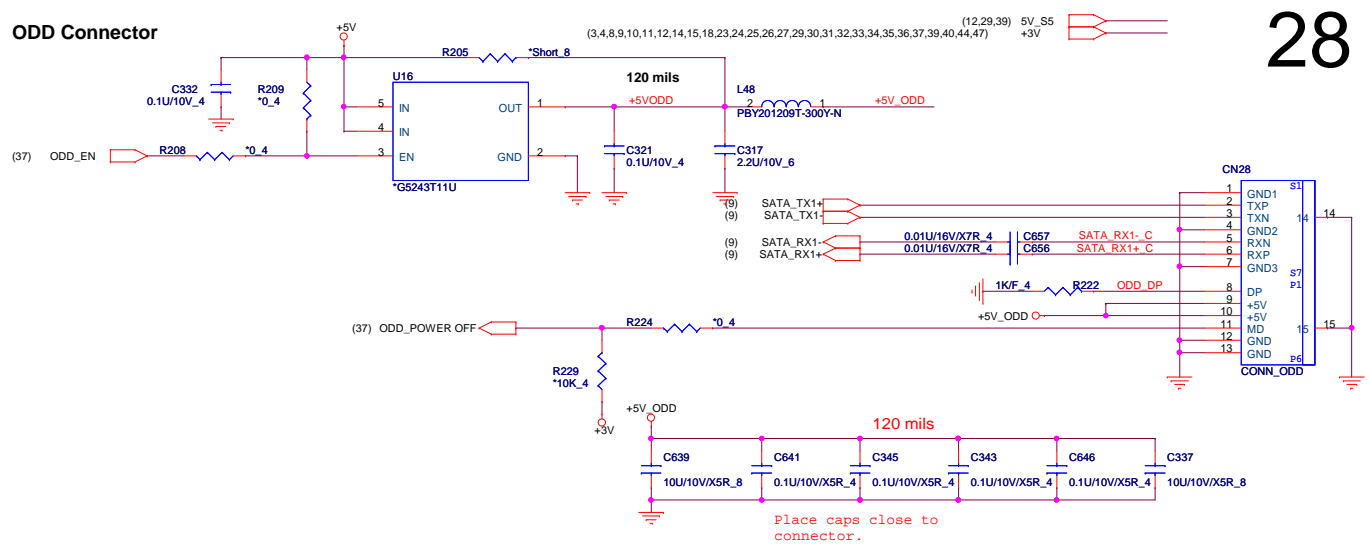 ODD Connector
28
(12,29,39) 5V_S5
(3,4,8,9,10,11,12,14,15,18,23,24,25,26,27,29,30,31,32,33,34,35,36,37,39,40,44,47) +3V
+5V
R205 *Short_8
C332
0.1U/10V_4
R209
*0_4
U16
5 IN
4 IN
3 EN
OUT 1
GND 2
*G5243T11U
120 mils
+5VODD
L48
2 1
PBY201209T-300Y-N
+5V_ODD
C321
0.1U/10V_4
C317
2.2U/10V_6
(37) ODD_EN
R208 *0_4
CN28
(9) SATA_TX1+
(9) SATA_TX1-
(9) SATA_RX1-
(9) SATA_RX1+
0.01U/16V/X7R_4 C657 SATA_RX1-_C
0.01U/16V/X7R_4 C656 SATA_RX1+_C
1 GND1 S1
2 TXP
3 TXN 14 14
4 GND2
5 RXN
6 RXP
7 GND3 S7
P1
1K/F_4 R222 ODD_DP 8 DP
9 +5V
+5V_ODD 10 +5V
11 MD 15 15
12 GND
13 GND P6
CONN_ODD
(37) ODD_POWER OFF
R224 *0_4
R229
*10K_4
+3V
+5V_ODD
120 mils
C639
10U/10V/X5R_8
C641
0.1U/10V/X5R_4
C345
0.1U/10V/X5R_4
C343
0.1U/10V/X5R_4
C646
0.1U/10V/X5R_4
C337
10U/10V/X5R_8
Place caps close to
connector.